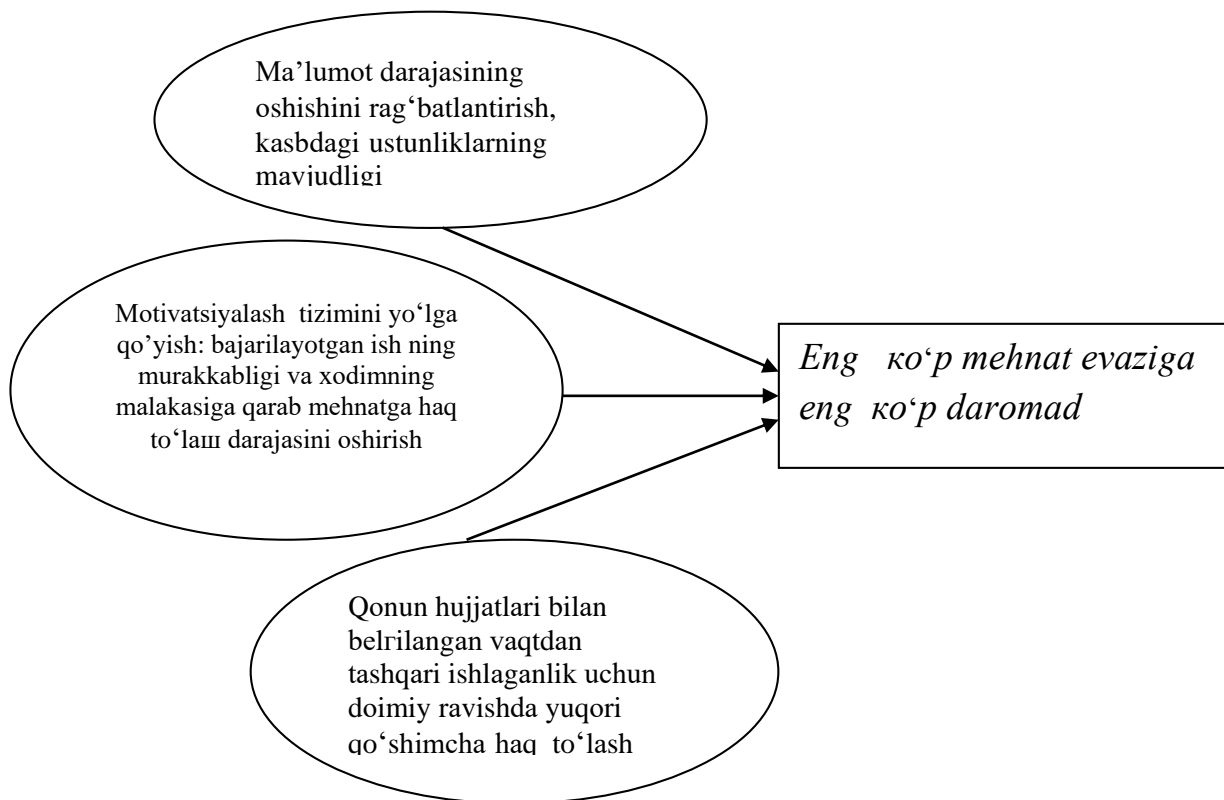 Ma’lumot darajasining
oshishini rag‘batlantirish,
kasbdagi ustunliklarning
mavjudligi
Motivatsiyalash tizimini yo‘lga
qo’yish: bajarilayotgan ish ning
murakkabligi va xodimning
malakasiga qarab mehnatga haq
to‘laш darajasini oshirish
Eng кo‘p mehnat evaziga
eng кo‘p daromad
Qonun hujjatlari bilan
belгilangan vaqtdan
tashqari ishlaganlik uchun
doimiy ravishda yuqori
qo‘shimcha haq to‘lash